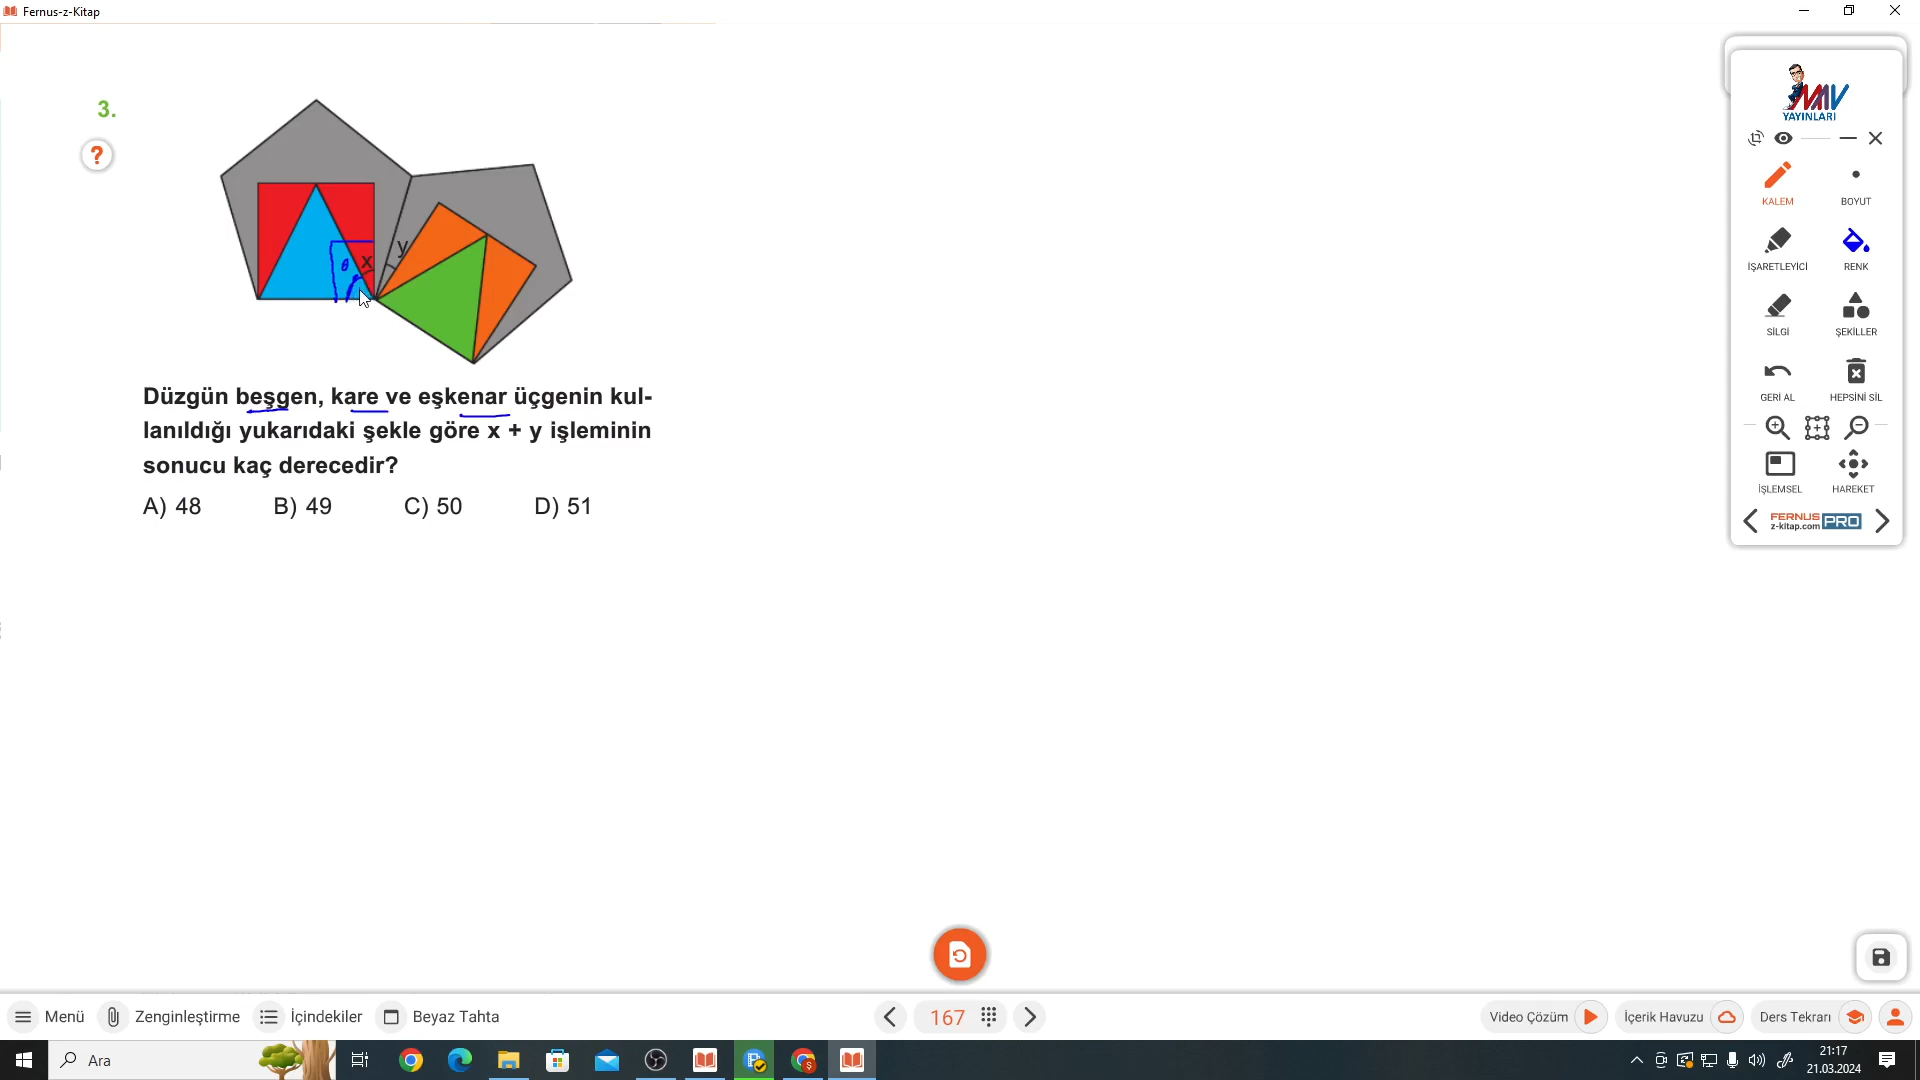 Fernus-z-Kitap
3.
?
y
x
θ
Düzgün beşgen, kare ve eşkenar üçgenin kul-
lanıldığı yukarıdaki şekle göre x + y işleminin
sonucu kaç derecedir?
A) 48 B) 49 C) 50 D) 51
YAYINLARI
KALEM BOYUT
İŞARETLEYİCİ RENK
SİLGİ ŞEKİLLER
GERİ AL HEPSİNİ SİL
İŞLEMSEL HAREKET
FERNUS
z-kitap.com PRO
Menü Zenginleştirme İçindekiler Beyaz Tahta 167 Video Çözüm İçerik Havuzu Ders Tekrarı
Ara
21:17
21.03.2024